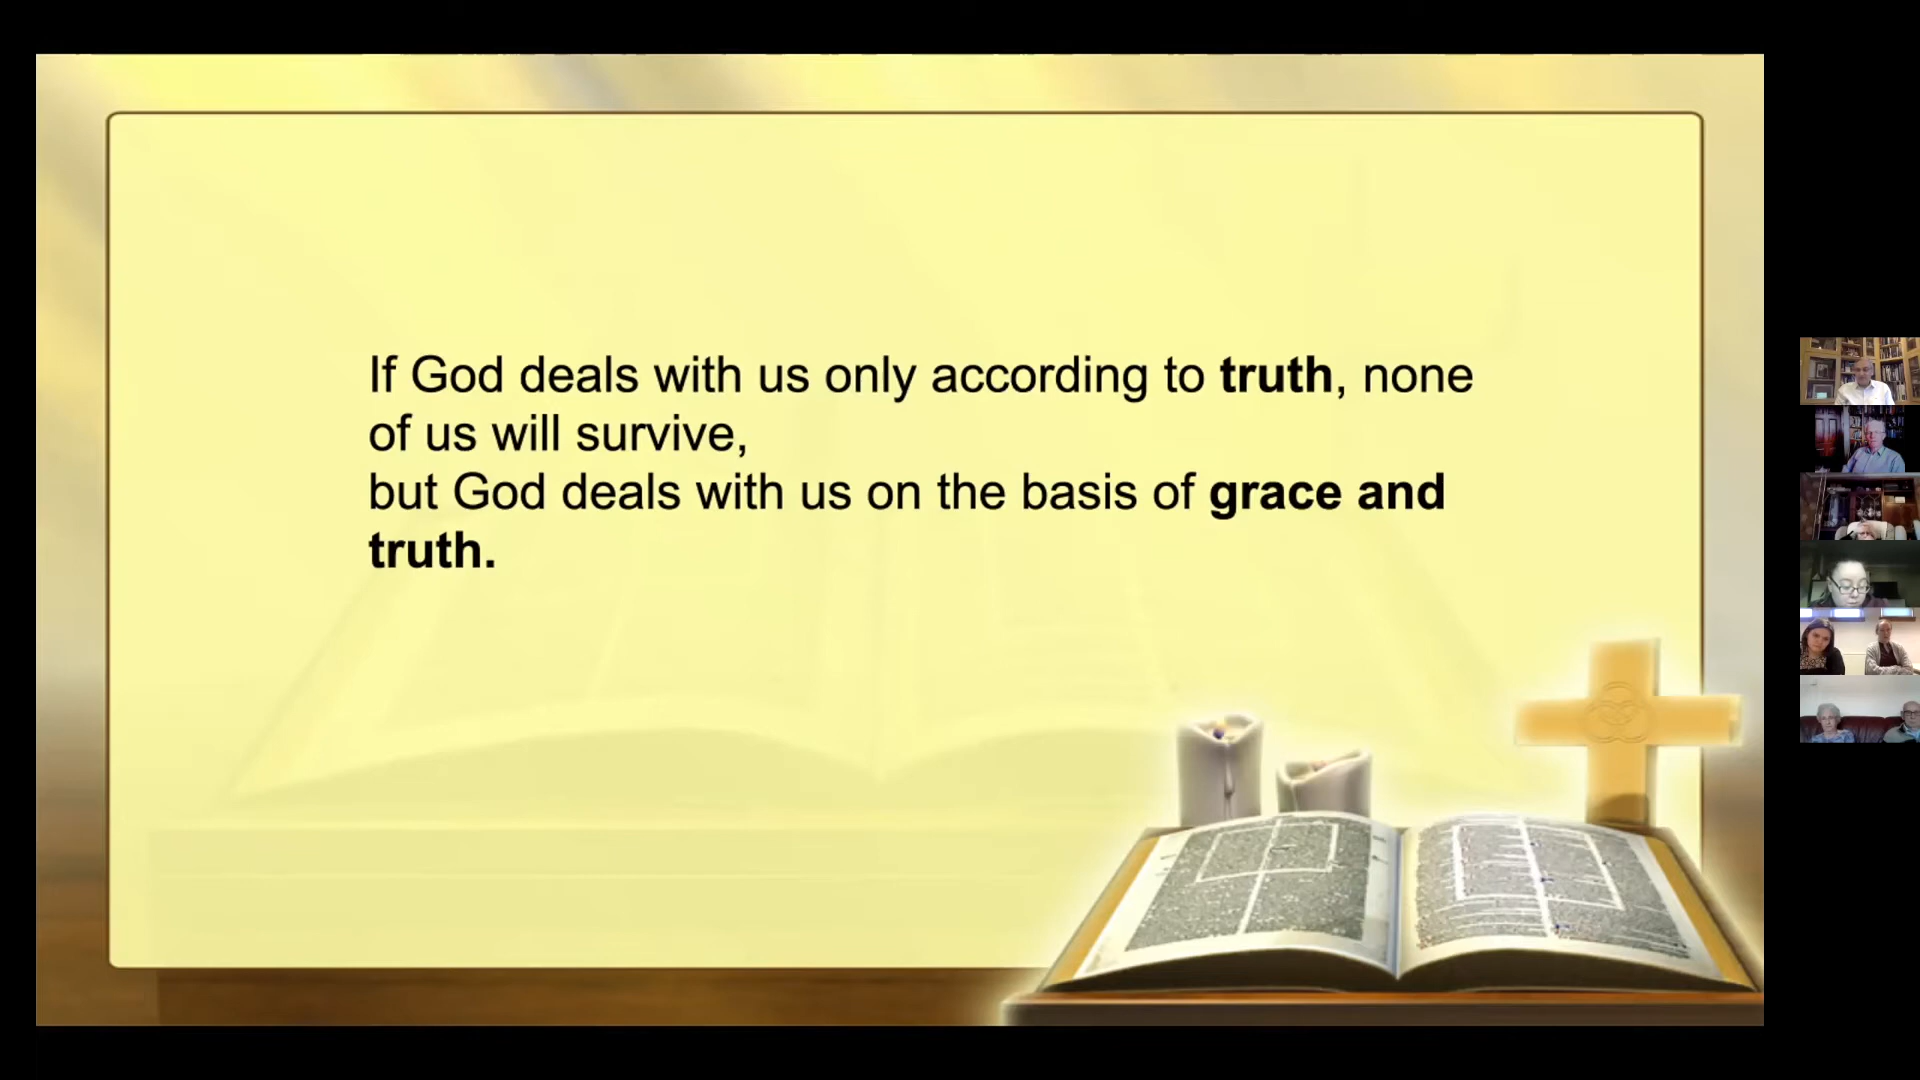 If God deals with us only according to truth, none
of us will survive,
but God deals with us on the basis of grace and
truth.